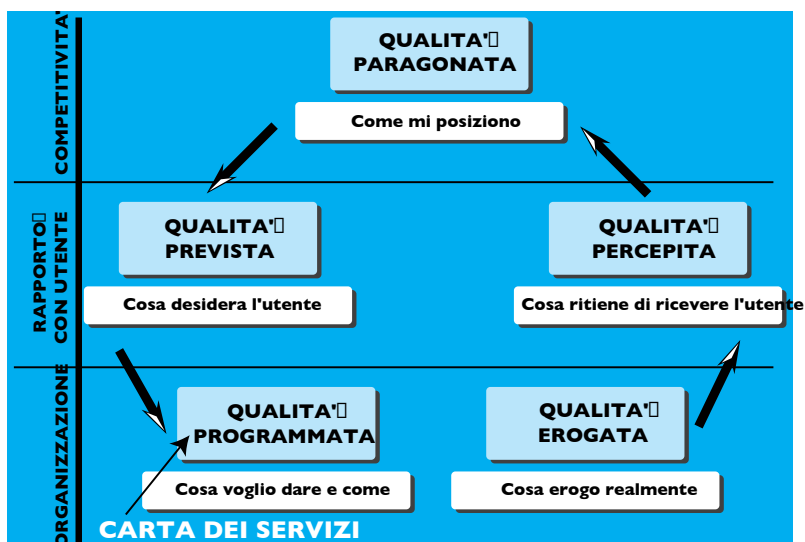 COMPETITIVITA'
QUALITA'
PARAGONATA
Come mi posiziono
RAPPORTO
CON UTENTE
QUALITA'
PREVISTA
Cosa desidera l'utente
QUALITA'
PERCEPITA
Cosa ritiene di ricevere l'utente
ORGANIZZAZIONE
QUALITA'
PROGRAMMATA
Cosa voglio dare e come
QUALITA'
EROGATA
Cosa erogo realmente
CARTA DEI SERVIZI